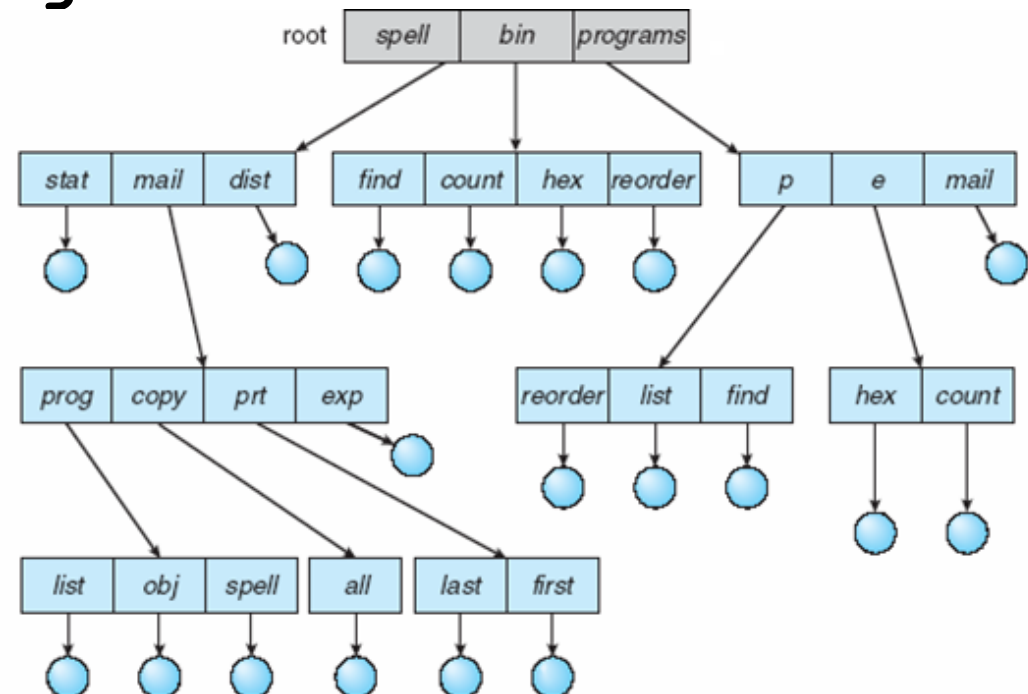 root spell bin programs
stat mail dist find count hex reorder p e mail
prog copy prt exp reorder list find hex count
list obj spell all last first